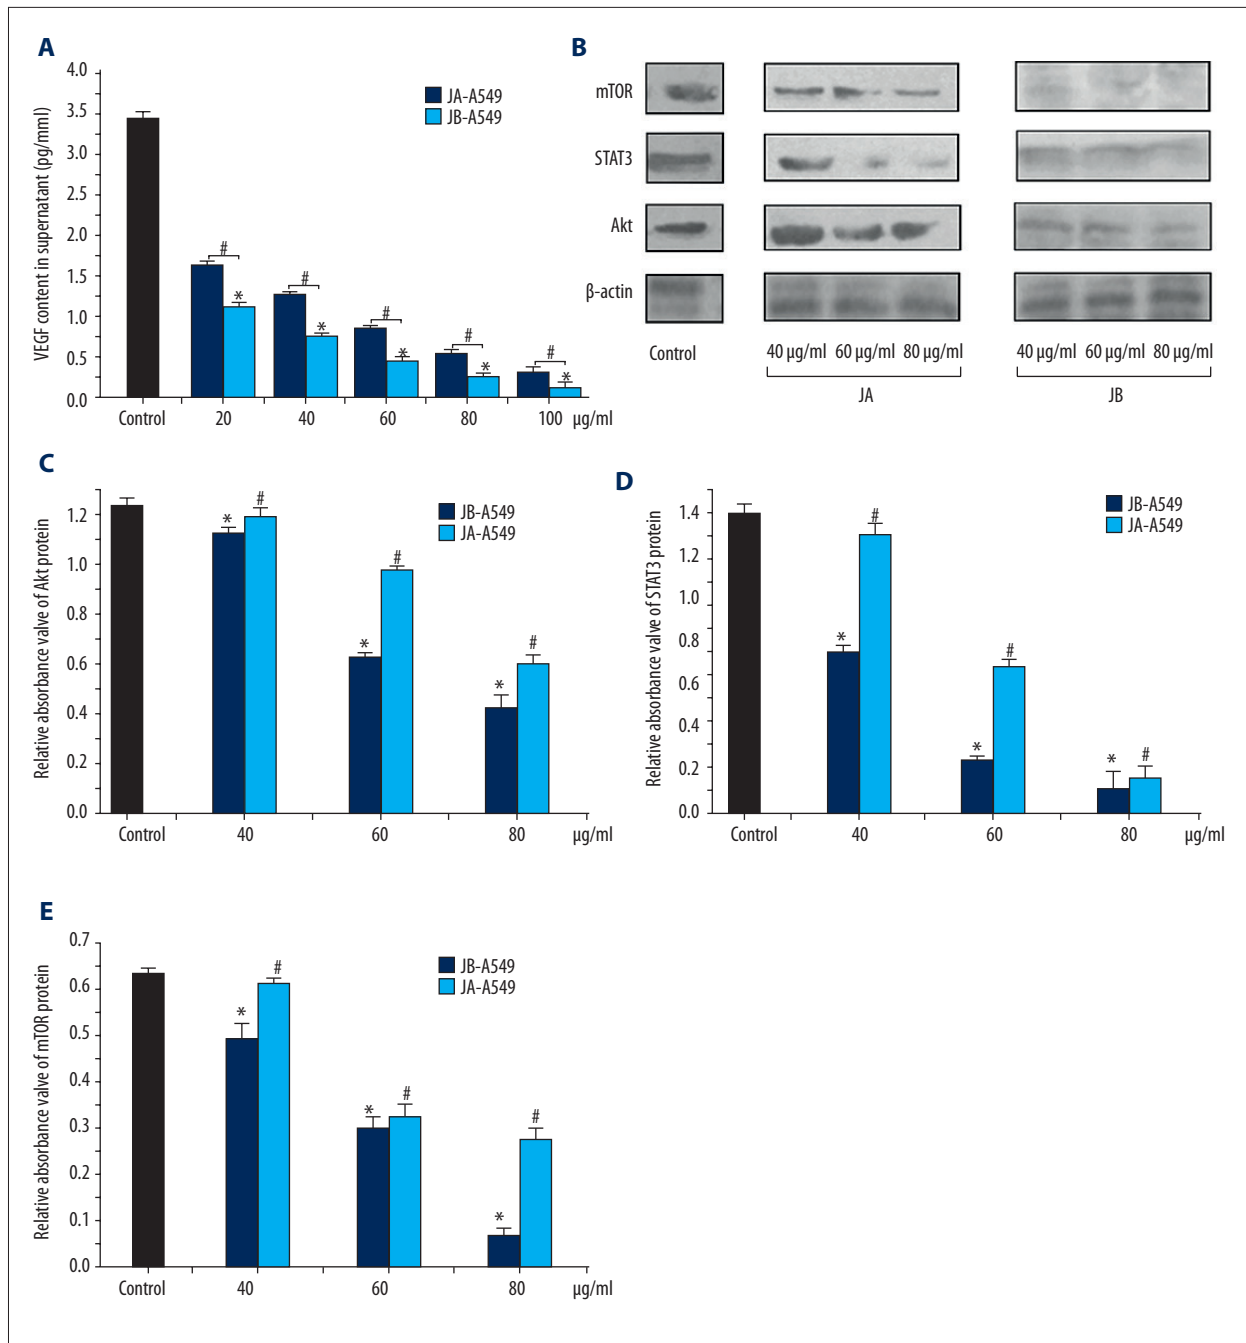 A
VEGF content in supernatant (pg/mml)
4.0
3.5
3.0
2.5
2.0
1.5
1.0
0.5
0.0
JA-A549
JB-A549
# # # # #
* * * * *
Control 20 40 60 80 100 µg/ml
B
mTOR
STAT3
Akt
β-actin
Control 40 µg/ml 60 µg/ml 80 µg/ml 40 µg/ml 60 µg/ml 80 µg/ml
JA JB
C
Relative absorbance valve of Akt protein
1.2
1.0
0.8
0.6
0.4
0.2
0.0
JB-A549
JA-A549
* # * # * #
Control 40 60 80 µg/ml
D
Relative absorbance valve of STAT3 protein
1.4
1.2
1.4
0.8
0.6
0.4
0.2
0.0
JB-A549
JA-A549
* # * # * #
Control 40 60 80 µg/ml
E
Relative absorbance valve of mTOR protein
0.7
0.6
0.5
0.4
0.3
0.2
0.1
0.0
JB-A549
JA-A549
* # * # * #
Control 40 60 80 µg/ml